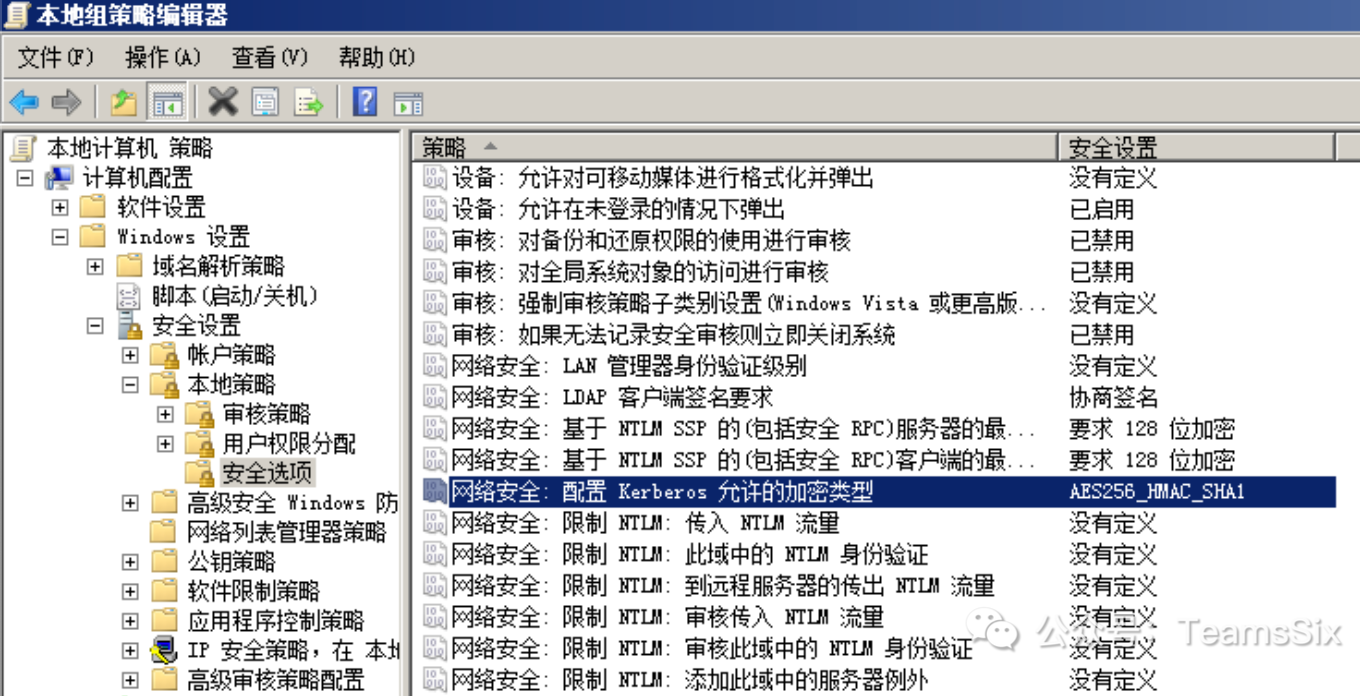 本地组策略编辑器
文件(F) 操作(A) 查看(V) 帮助(H)
本地计算机 策略
计算机配置
软件设置
Windows 设置
域名解析策略
脚本(启动/关机)
安全设置
帐户策略
本地策略
审核策略
用户权限分配
安全选项
高级安全 Windows 防
网络列表管理器策略
公钥策略
软件限制策略
应用程序控制策略
IP 安全策略，在 本地
高级审核策略配置
策略 安全设置
设备: 允许对可移动媒体进行格式化并弹出 没有定义
设备: 允许在未登录的情况下弹出 已启用
审核: 对备份和还原权限的使用进行审核 已禁用
审核: 对全局系统对象的访问进行审核 已禁用
审核: 强制审核策略子类别设置(Windows Vista 或更高版... 没有定义
审核: 如果无法记录安全审核则立即关闭系统 已禁用
网络安全: LAN 管理器身份验证级别 没有定义
网络安全: LDAP 客户端签名要求 协商签名
网络安全: 基于 NTLM SSP 的(包括安全 RPC)服务器的最... 要求 128 位加密
网络安全: 基于 NTLM SSP 的(包括安全 RPC)客户端的最... 要求 128 位加密
网络安全: 配置 Kerberos 允许的加密类型 AES256_HMAC_SHA1
网络安全: 限制 NTLM: 传入 NTLM 流量 没有定义
网络安全: 限制 NTLM: 此域中的 NTLM 身份验证 没有定义
网络安全: 限制 NTLM: 到远程服务器的传出 NTLM 流量 没有定义
网络安全: 限制 NTLM: 审核传入 NTLM 流量 没有定义
网络安全: 限制 NTLM: 审核此域中的 NTLM 身份验证 没有定义
网络安全: 限制 NTLM: 添加此域中的服务器例外 没有定义
公众号: TeamsSix